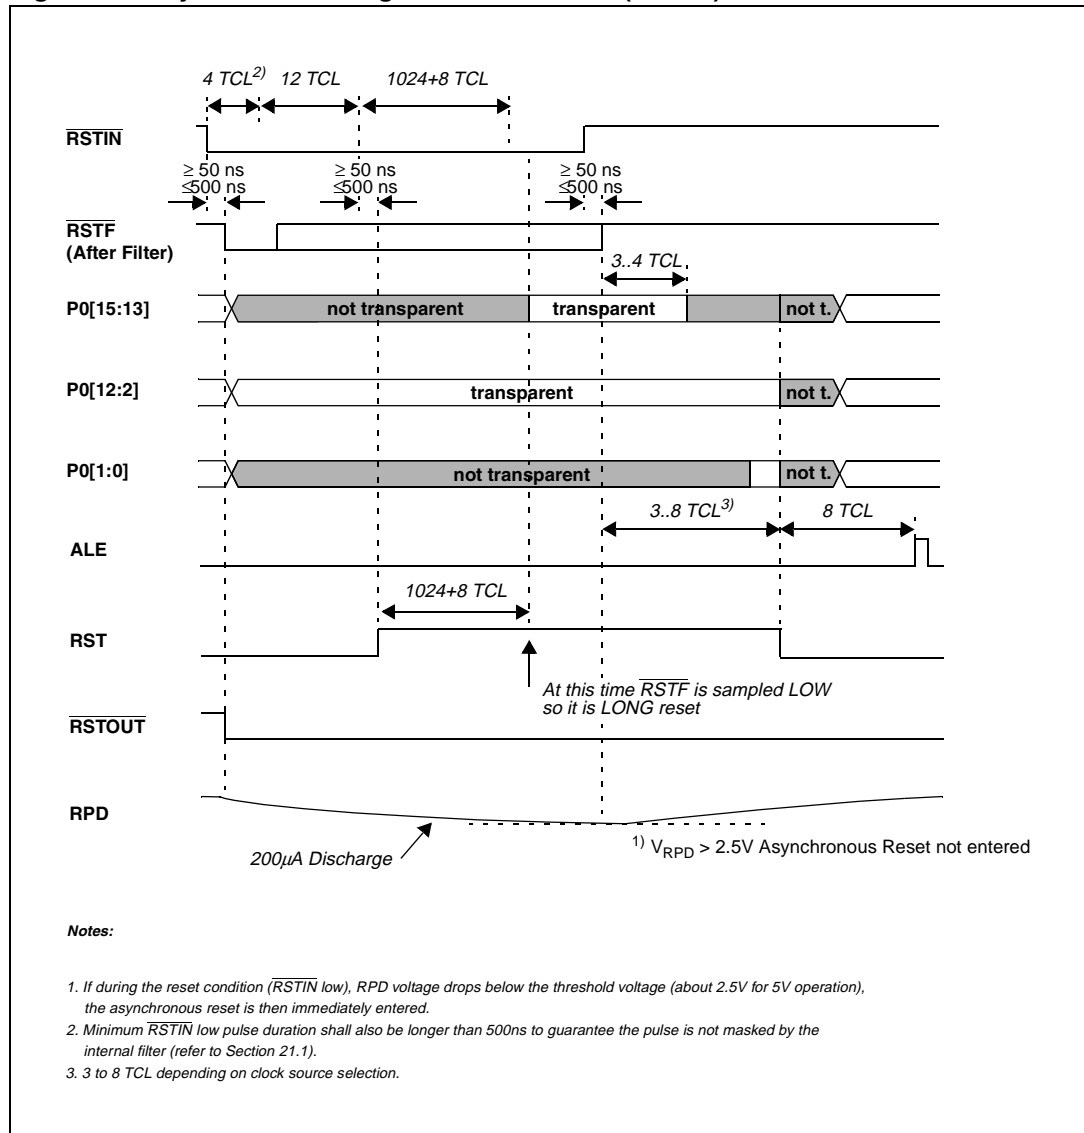 4 TCL2) 12 TCL 1024+8 TCL
RSTIN
≥ 50 ns ≥ 50 ns ≥ 50 ns
≤500 ns ≤500 ns ≤500 ns
RSTF
(After Filter)
3..4 TCL
P0[15:13] not transparent transparent not t.
P0[12:2] transparent not t.
P0[1:0] not transparent not t.
3..8 TCL3) 8 TCL
ALE
1024+8 TCL
RST
At this time RSTF is sampled LOW
so it is LONG reset
RSTOUT
RPD
200μA Discharge
1) VRPD > 2.5V Asynchronous Reset not entered
Notes:
1. If during the reset condition (RSTIN low), RPD voltage drops below the threshold voltage (about 2.5V for 5V operation),
the asynchronous reset is then immediately entered.
2. Minimum RSTIN low pulse duration shall also be longer than 500ns to guarantee the pulse is not masked by the
internal filter (refer to Section 21.1).
3. 3 to 8 TCL depending on clock source selection.